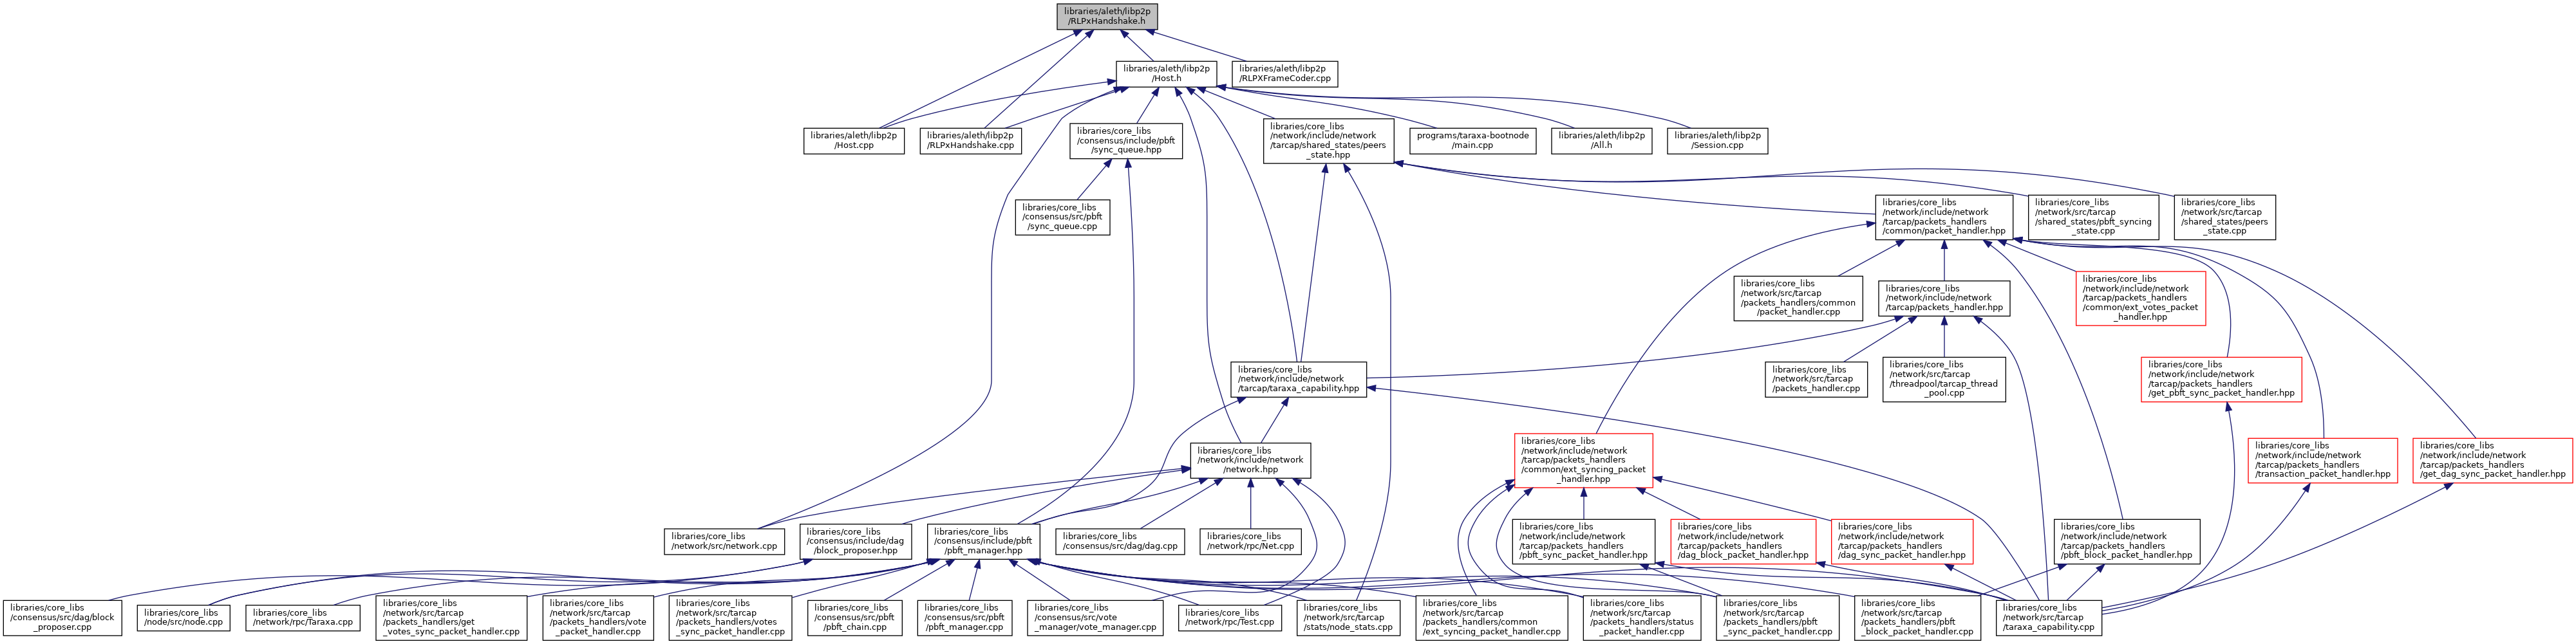 libraries/aleth/libp2p
/RLPxHandshake.h
libraries/aleth/libp2p
/Host.h
libraries/aleth/libp2p
/RLPXFrameCoder.cpp
libraries/aleth/libp2p
/Host.cpp
libraries/aleth/libp2p
/RLPxHandshake.cpp
libraries/core_libs
/consensus/include/pbft
/sync_queue.hpp
libraries/core_libs
/network/include/network
/tarcap/shared_states/peers
_state.hpp
programs/taraxa-bootnode
/main.cpp
libraries/aleth/libp2p
/All.h
libraries/aleth/libp2p
/Session.cpp
libraries/core_libs
/consensus/src/pbft
/sync_queue.cpp
libraries/core_libs
/network/include/network
/tarcap/packets_handlers
/common/packet_handler.hpp
libraries/core_libs
/network/src/tarcap
/shared_states/pbft_syncing
_state.cpp
libraries/core_libs
/network/src/tarcap
/shared_states/peers
_state.cpp
libraries/core_libs
/network/src/tarcap
/packets_handlers/common
/packet_handler.cpp
libraries/core_libs
/network/include/network
/tarcap/packets_handler.hpp
libraries/core_libs
/network/include/network
/tarcap/packets_handlers
/common/ext_votes_packet
_handler.hpp
libraries/core_libs
/network/include/network
/tarcap/taraxa_capability.hpp
libraries/core_libs
/network/src/tarcap
/packets_handler.cpp
libraries/core_libs
/network/src/tarcap
/threadpool/tarcap_thread
_pool.cpp
libraries/core_libs
/network/include/network
/tarcap/packets_handlers
/get_pbft_sync_packet_handler.hpp
libraries/core_libs
/network/include/network
/network.hpp
libraries/core_libs
/network/include/network
/tarcap/packets_handlers
/common/ext_syncing_packet
_handler.hpp
libraries/core_libs
/network/include/network
/tarcap/packets_handlers
/transaction_packet_handler.hpp
libraries/core_libs
/network/include/network
/tarcap/packets_handlers
/get_dag_sync_packet_handler.hpp
libraries/core_libs
/network/src/network.cpp
libraries/core_libs
/consensus/include/dag
/block_proposer.hpp
libraries/core_libs
/consensus/include/pbft
/pbft_manager.hpp
libraries/core_libs
/consensus/src/dag/dag.cpp
libraries/core_libs
/network/rpc/Net.cpp
libraries/core_libs
/network/include/network
/tarcap/packets_handlers
/pbft_sync_packet_handler.hpp
libraries/core_libs
/network/include/network
/tarcap/packets_handlers
/dag_block_packet_handler.hpp
libraries/core_libs
/network/include/network
/tarcap/packets_handlers
/dag_sync_packet_handler.hpp
libraries/core_libs
/network/include/network
/tarcap/packets_handlers
/pbft_block_packet_handler.hpp
libraries/core_libs
/consensus/src/dag/block
_proposer.cpp
libraries/core_libs
/node/src/node.cpp
libraries/core_libs
/network/rpc/Taraxa.cpp
libraries/core_libs
/network/src/tarcap
/packets_handlers/get
_votes_sync_packet_handler.cpp
libraries/core_libs
/network/src/tarcap
/packets_handlers/vote
_packet_handler.cpp
libraries/core_libs
/network/src/tarcap
/packets_handlers/votes
_sync_packet_handler.cpp
libraries/core_libs
/consensus/src/pbft
/pbft_chain.cpp
libraries/core_libs
/consensus/src/pbft
/pbft_manager.cpp
libraries/core_libs
/consensus/src/vote
_manager/vote_manager.cpp
libraries/core_libs
/network/rpc/Test.cpp
libraries/core_libs
/network/src/tarcap
/stats/node_stats.cpp
libraries/core_libs
/network/src/tarcap
/packets_handlers/common
/ext_syncing_packet_handler.cpp
libraries/core_libs
/network/src/tarcap
/packets_handlers/status
_packet_handler.cpp
libraries/core_libs
/network/src/tarcap
/packets_handlers/pbft
_sync_packet_handler.cpp
libraries/core_libs
/network/src/tarcap
/packets_handlers/pbft
_block_packet_handler.cpp
libraries/core_libs
/network/src/tarcap
/taraxa_capability.cpp